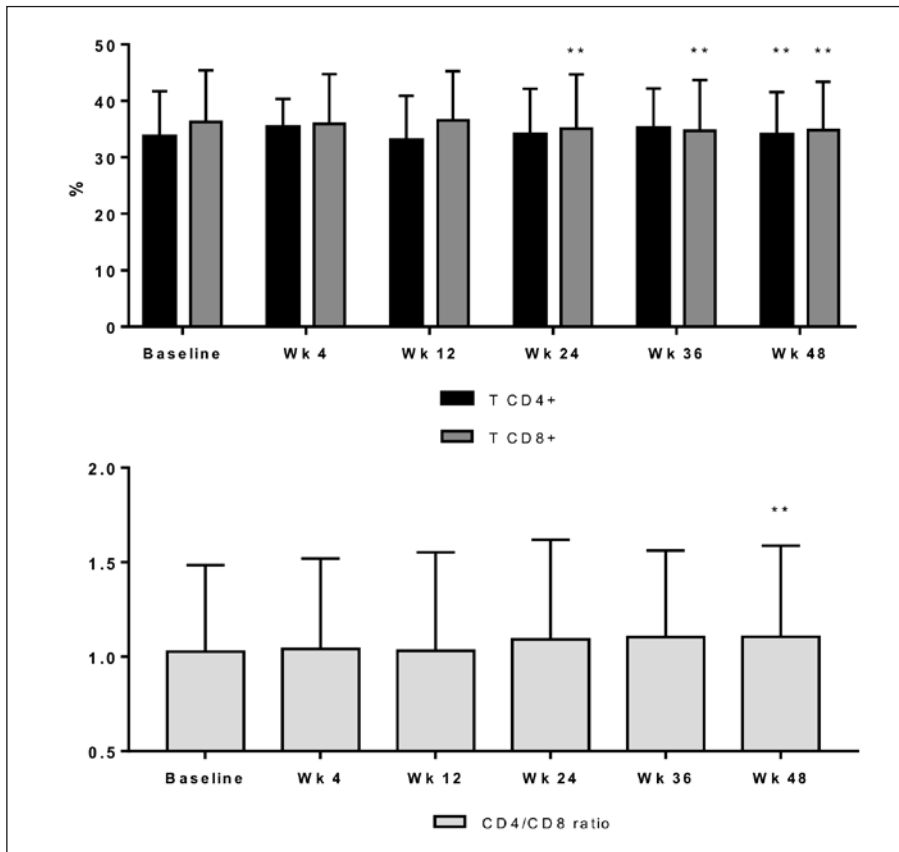 50
** ** ** **
40
30
%
20
10
0
Baseline Wk 4 Wk 12 Wk 24 Wk 36 Wk 48
T CD4+
T CD8+
2.0
**
1.5
1.0
0.5
Baseline Wk 4 Wk 12 Wk 24 Wk 36 Wk 48
CD4/CD8 ratio